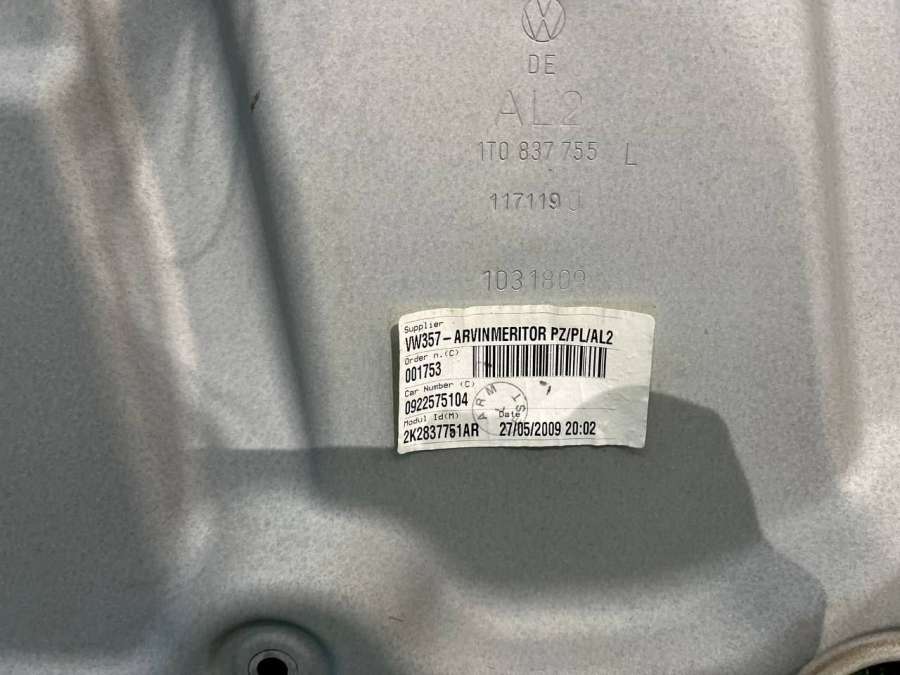 DE
AL2
1T0 837 755 L
117119 J
1031809
Supplier
VW357-ARVINMERITOR PZ/PL/AL2
Order n.(C)
001753
Car Number (C)
0922575104
Modul Id(M)
2K2837751AR
Date
27/05/2009 20:02
ARM